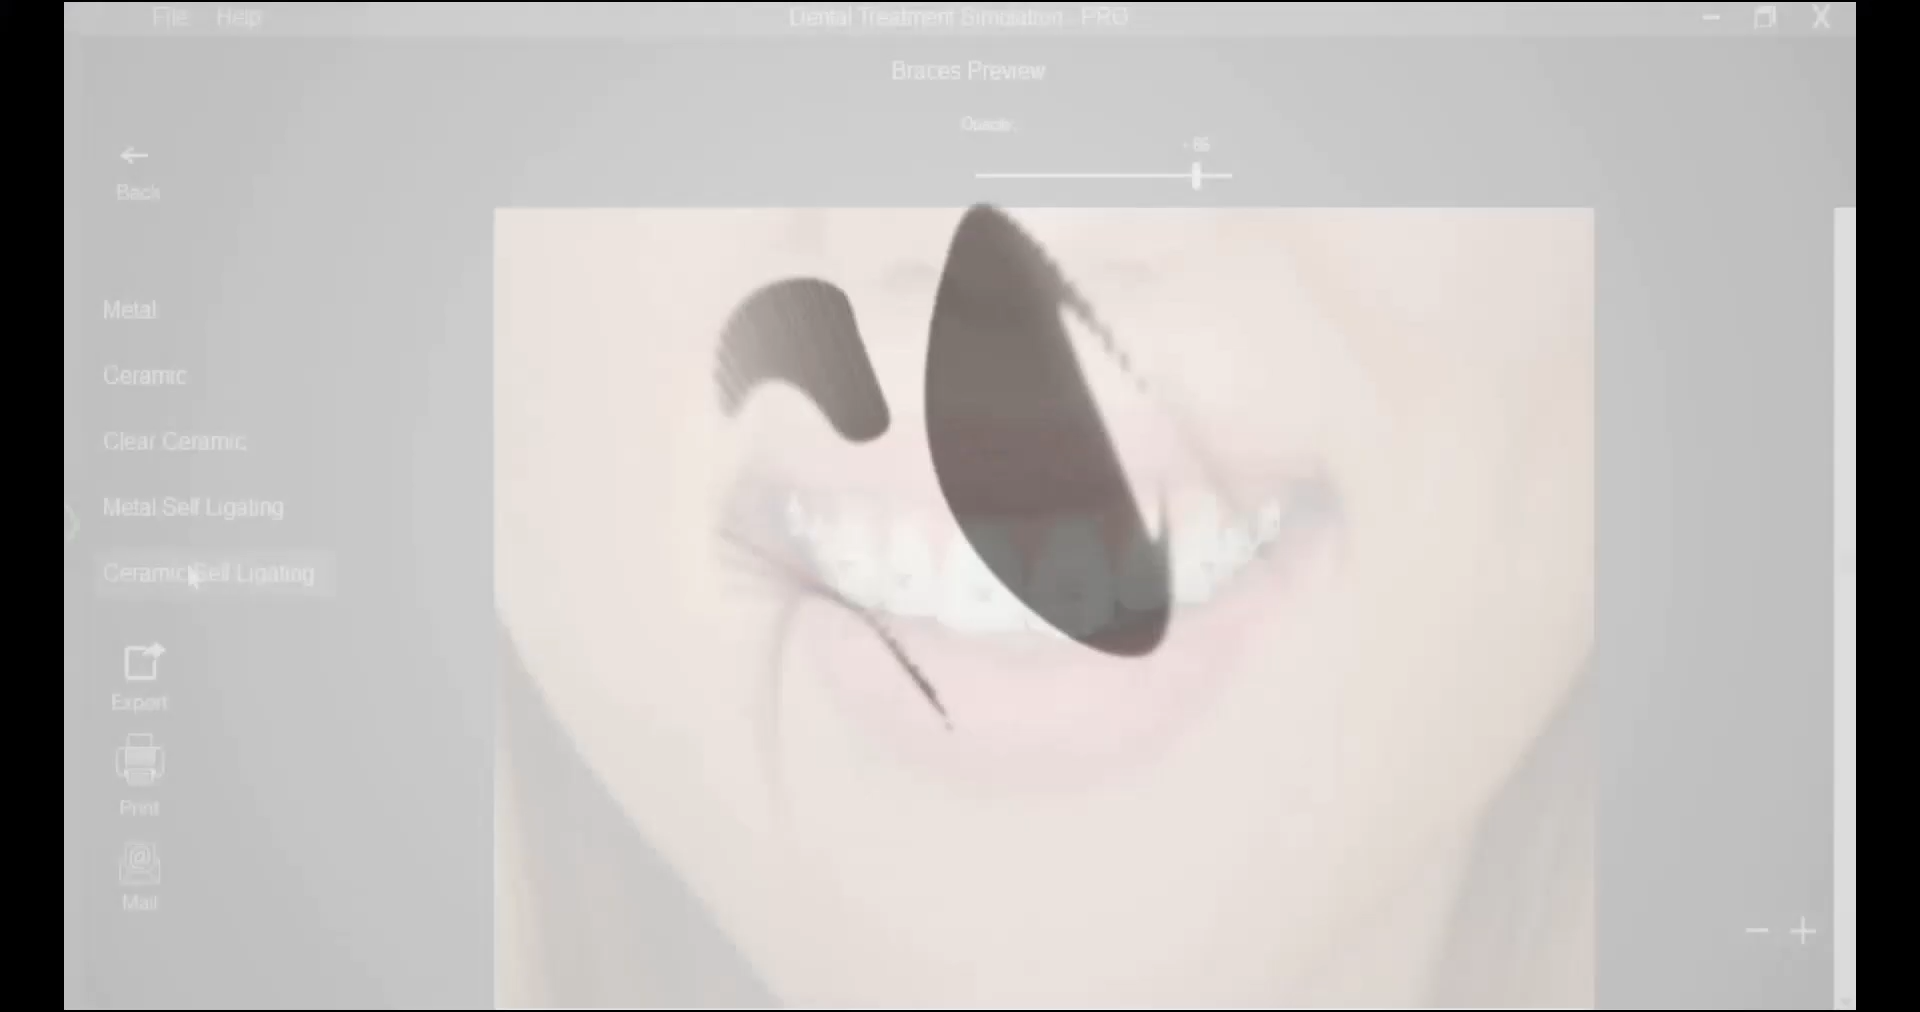 File Help
Dental Treatment Simulation - PRO
Braces Preview
Opacity:
Back
Metal
Ceramic
Clear Ceramic
Metal Self Ligating
Ceramic Self Ligating
Export
Print
Mail